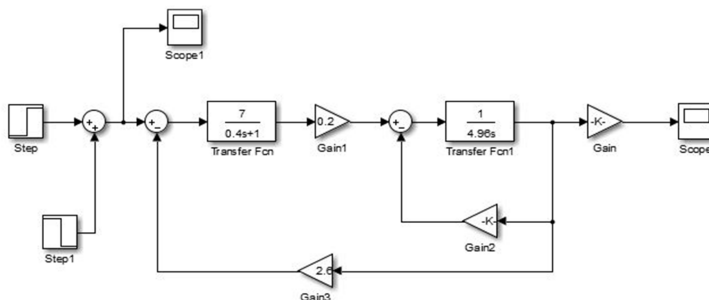 Scope1
Step
+
+
+
−
7
0.4s+1
Transfer Fcn
0.2
Gain1
+
−
1
4.96s
Transfer Fcn1
-K-
Gain
Scope
Step1
-K-
Gain2
2.6
Gain3